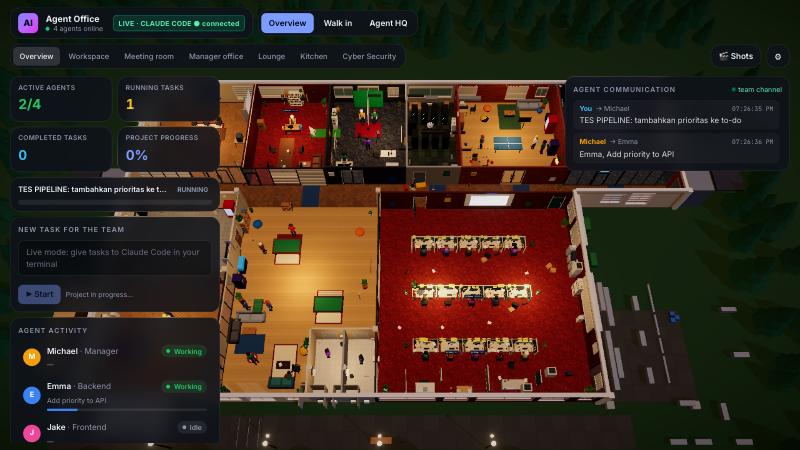 AI
Agent Office
4 agents online
LIVE · CLAUDE CODE ● connected
Overview
Walk in
Agent HQ
Overview
Workspace
Meeting room
Manager office
Lounge
Kitchen
Cyber Security
Shots
ACTIVE AGENTS
2/4
RUNNING TASKS
1
COMPLETED TASKS
0
PROJECT PROGRESS
0%
TES PIPELINE: tambahkan prioritas ke t...
RUNNING
NEW TASK FOR THE TEAM
Live mode: give tasks to Claude Code in your
terminal
▶ Start
Project in progress...
AGENT ACTIVITY
M
Michael · Manager
Working
—
E
Emma · Backend
Working
Add priority to API
J
Jake · Frontend
Idle
—
AGENT COMMUNICATION
team channel
You → Michael
07:26:35 PM
TES PIPELINE: tambahkan prioritas ke to-do
Michael → Emma
07:26:36 PM
Emma, Add priority to API